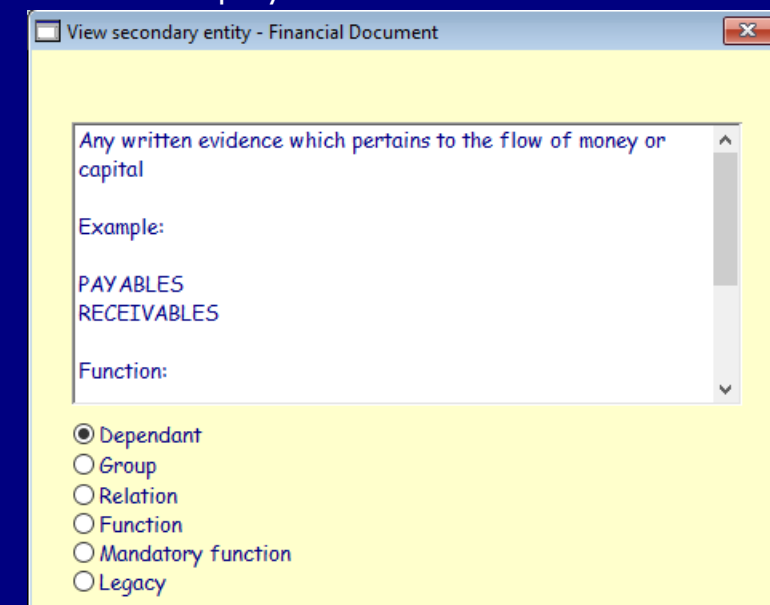 View secondary entity - Financial Document
Any written evidence which pertains to the flow of money or
capital
Example:
PAYABLES
RECEIVABLES
Function:
Dependant
Group
Relation
Function
Mandatory function
Legacy